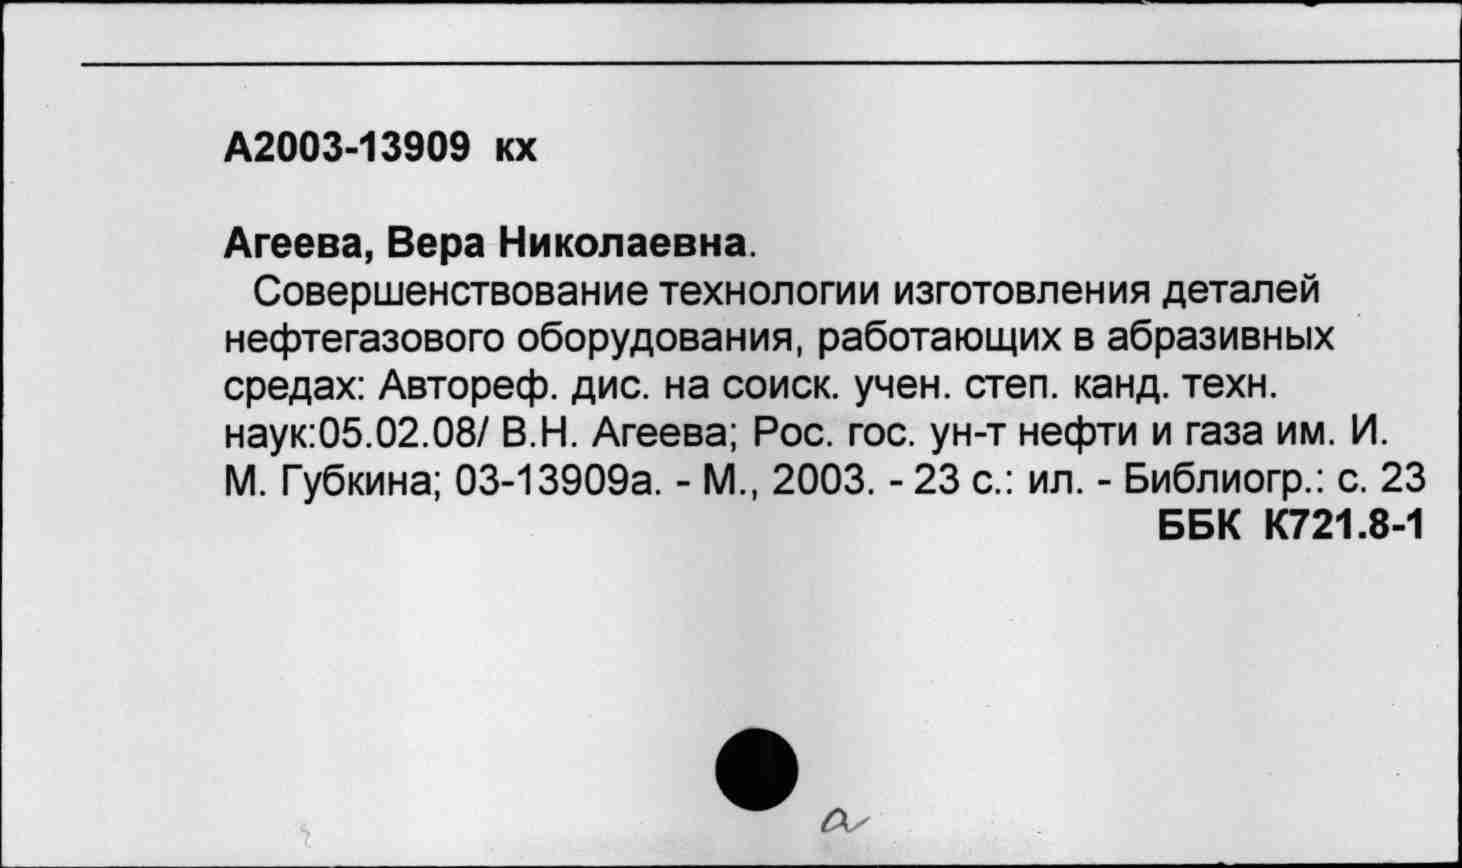 А2003-13909 кх
Агеева, Вера Николаевна.
Совершенствование технологии изготовления деталей
нефтегазового оборудования, работающих в абразивных
средах: Автореф. дис. на соиск. учен. степ. канд. техн.
наук:05.02.08/ В.Н. Агеева; Рос. гос. ун-т нефти и газа им. И.
М. Губкина; 03-13909а. - М., 2003. - 23 с.: ил. - Библиогр.: с. 23
ББК К721.8-1
а